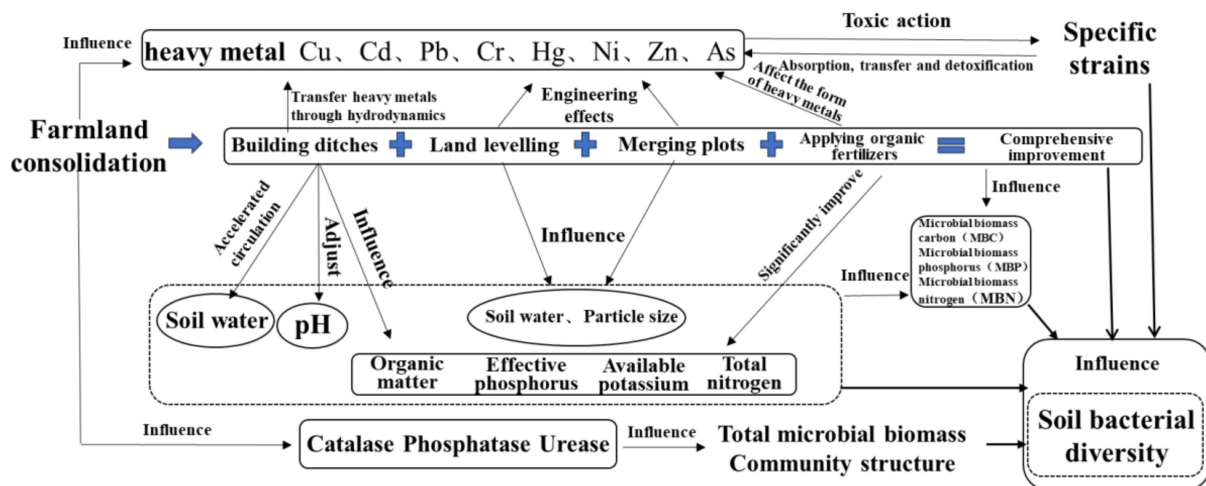 Toxic action
Influence
heavy metal Cu、Cd、Pb、Cr、Hg、Ni、Zn、As
Absorption, transfer and detoxification
Specific
strains
Transfer heavy metals
through hydrodynamics
Engineering
effects
Affect the form
of heavy metals
Farmland
consolidation
Building ditches
Land levelling
Merging plots
Applying organic
fertilizers
Comprehensive
improvement
Accelerated
circulation
Adjust
Influence
Influence
Significantly improve
Influence
Microbial biomass
carbon（MBC）
Microbial biomass
phosphorus（MBP）
Microbial biomass
nitrogen（MBN）
Influence
Soil water
pH
Soil water、Particle size
Organic
matter
Effective
phosphorus
Available
potassium
Total
nitrogen
Influence
Soil bacterial
diversity
Influence
Catalase Phosphatase Urease
Influence
Total microbial biomass
Community structure